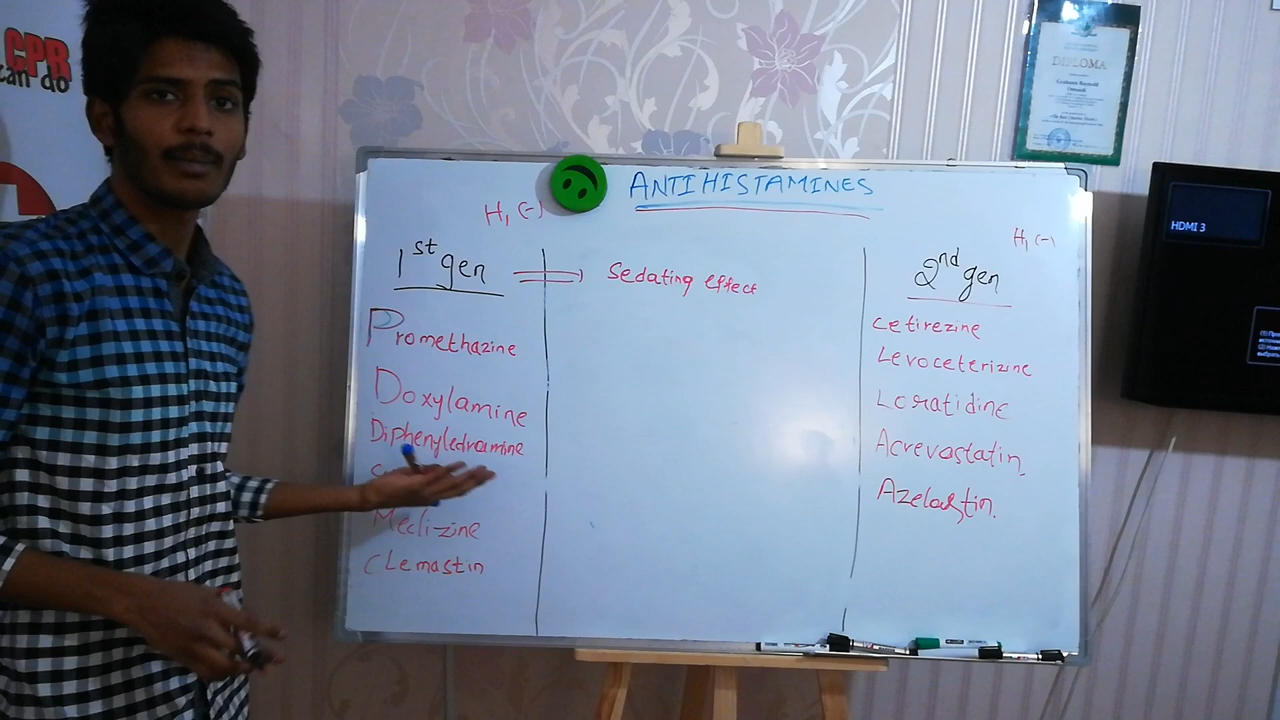 CPR
can do
DIPLOMA
HDMI 3
ANTIHISTAMINES
H₁ (-)
H₁ (-)
1st gen
Sedating effect
2nd gen
Promethazine
Doxylamine
Diphenyledramine
Meclizine
Clemastin
Cetirezine
Levoceterizine
Loratidine
Acrevastatin
Azelastin.